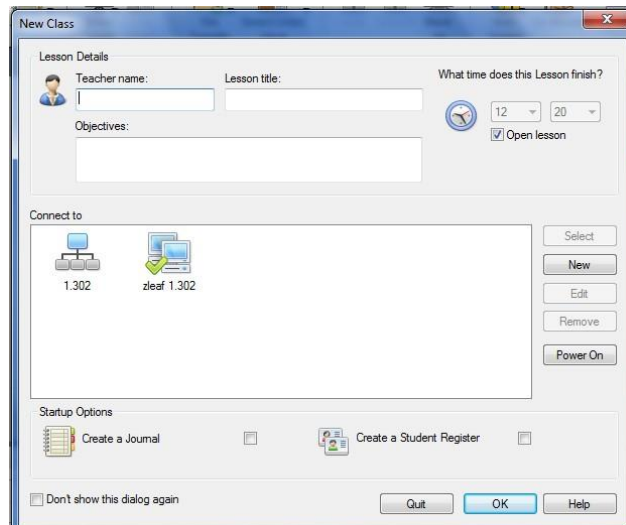 New Class
Lesson Details
Teacher name:
Lesson title:
What time does this Lesson finish?
12
20
Open lesson
Objectives:
Connect to
1.302
zleaf 1.302
Select
New
Edit
Remove
Power On
Startup Options
Create a Journal
Create a Student Register
Don't show this dialog again
Quit
OK
Help